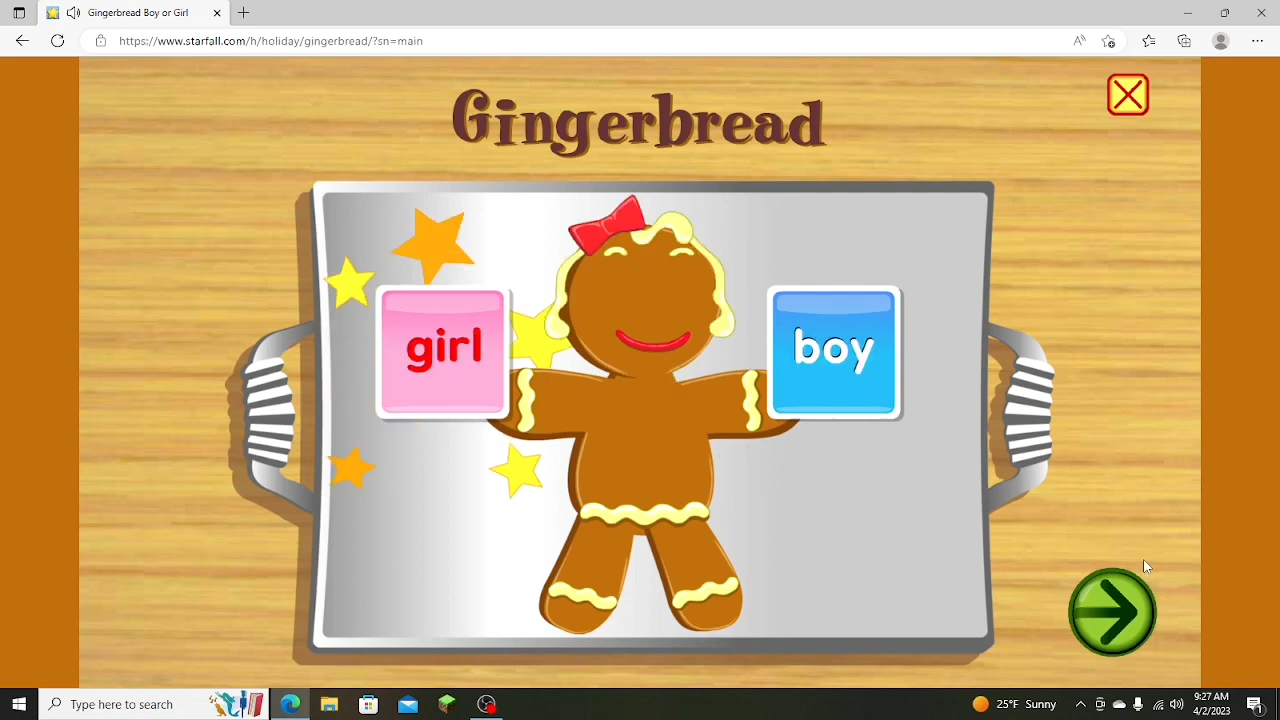 Gingerbread Boy or Girl
https://www.starfall.com/h/holiday/gingerbread/?sn=main
Gingerbread
girl
boy
Type here to search
25°F Sunny
9:27 AM
4/2/2023
1